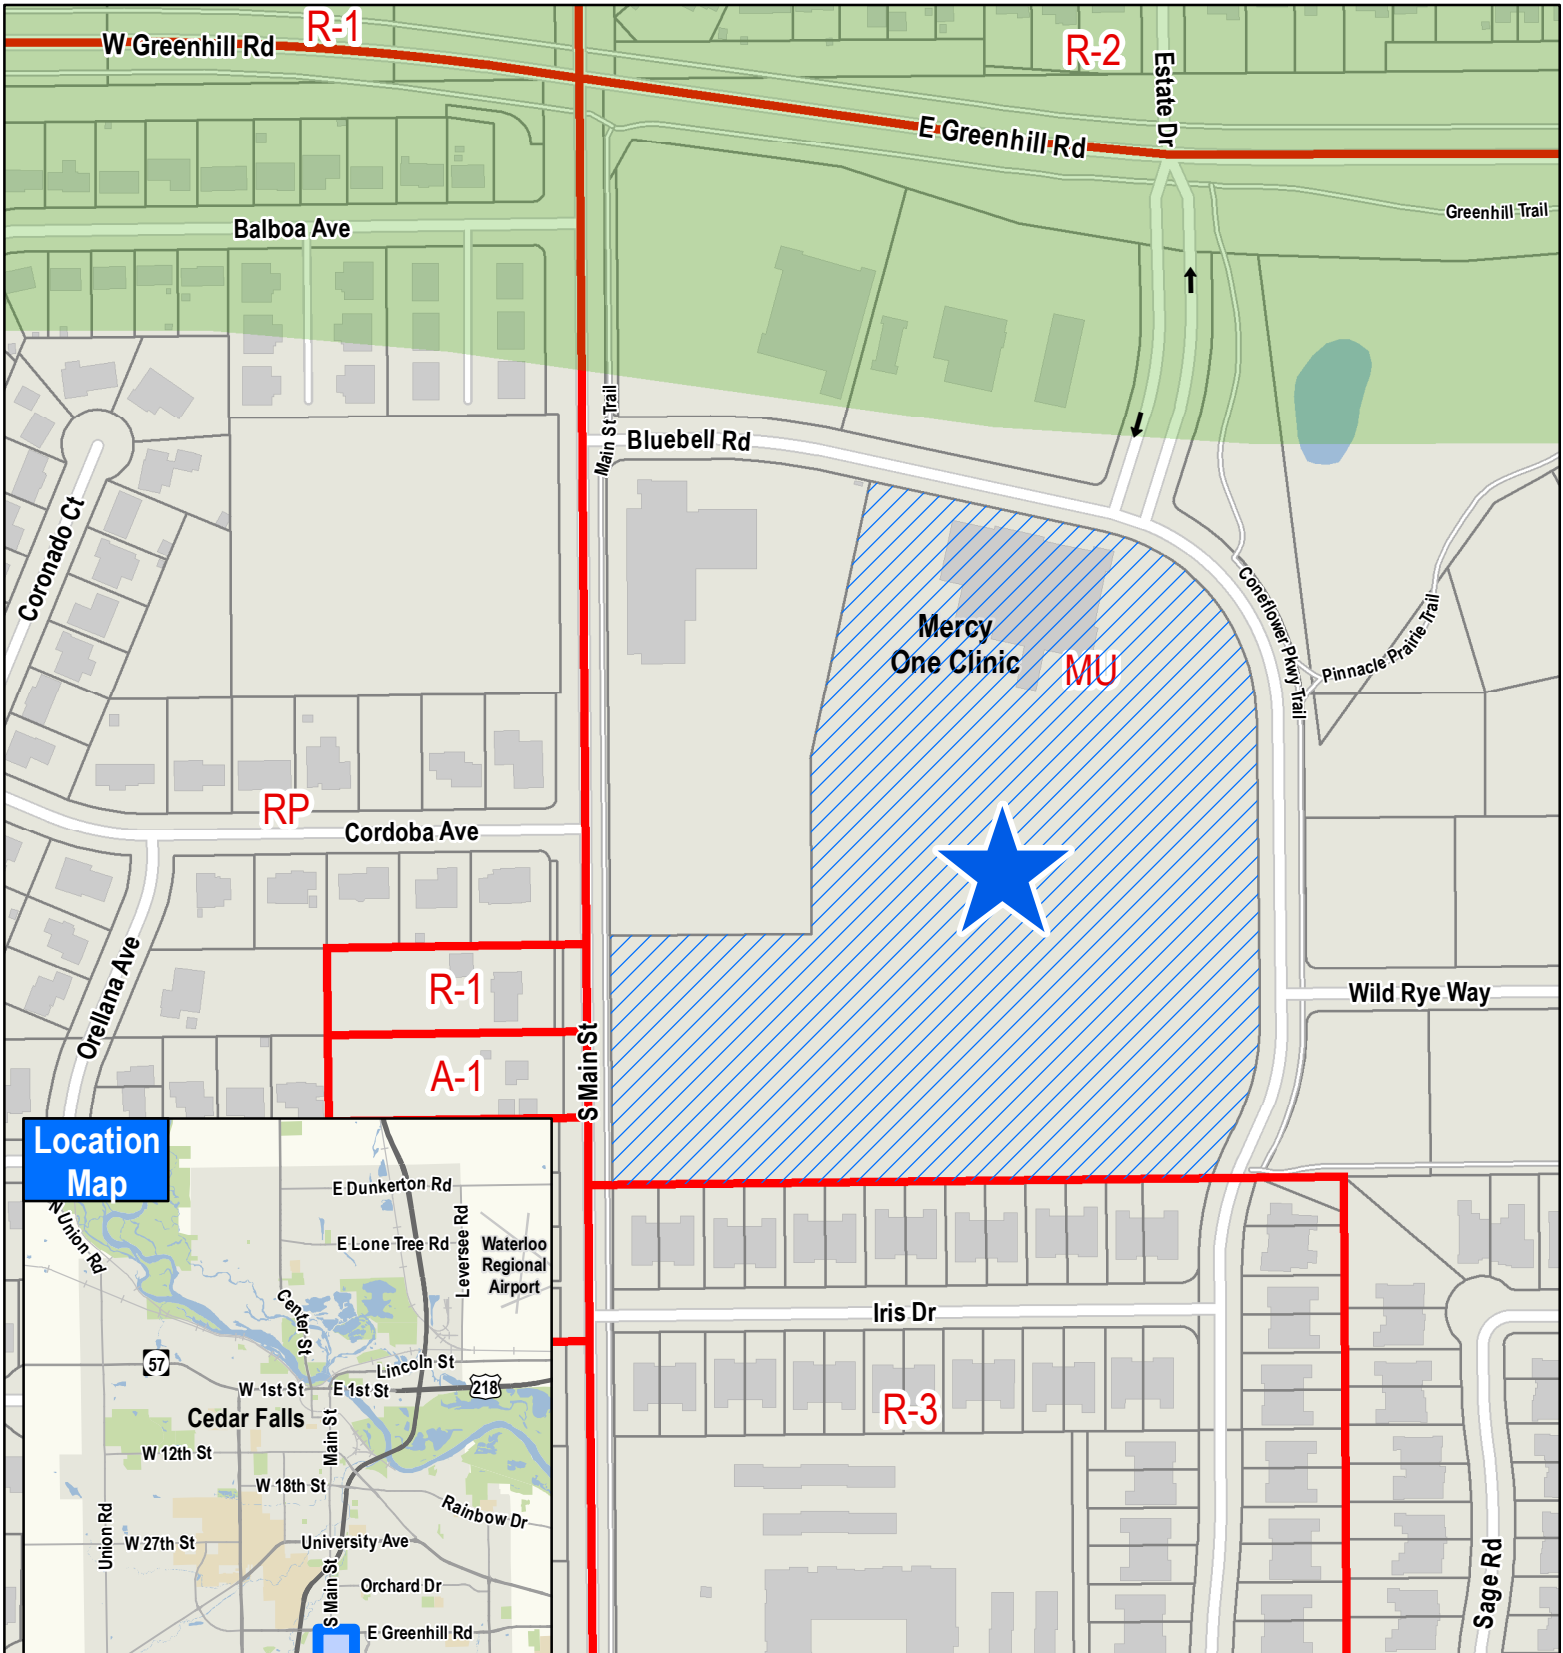 R-1
W Greenhill Rd
R-2
Estate Dr
E Greenhill Rd
Greenhill Trail
Balboa Ave
Main St Trail
Bluebell Rd
Coronado Ct
Coneflower Pkwy Trail
Pinnacle Prairie Trail
Mercy
One Clinic
MU
RP
Cordoba Ave
Orellana Ave
R-1
Wild Rye Way
S Main St
A-1
Iris Dr
R-3
Sage Rd
Location
Map
E Dunkerton Rd
N Union Rd
Leversee Rd
E Lone Tree Rd
Waterloo
Regional
Airport
Center St
57
Lincoln St
W 1st St
E 1st St
218
Cedar Falls
Main St
W 12th St
W 18th St
Rainbow Dr
Union Rd
W 27th St
University Ave
S Main St
Orchard Dr
E Greenhill Rd